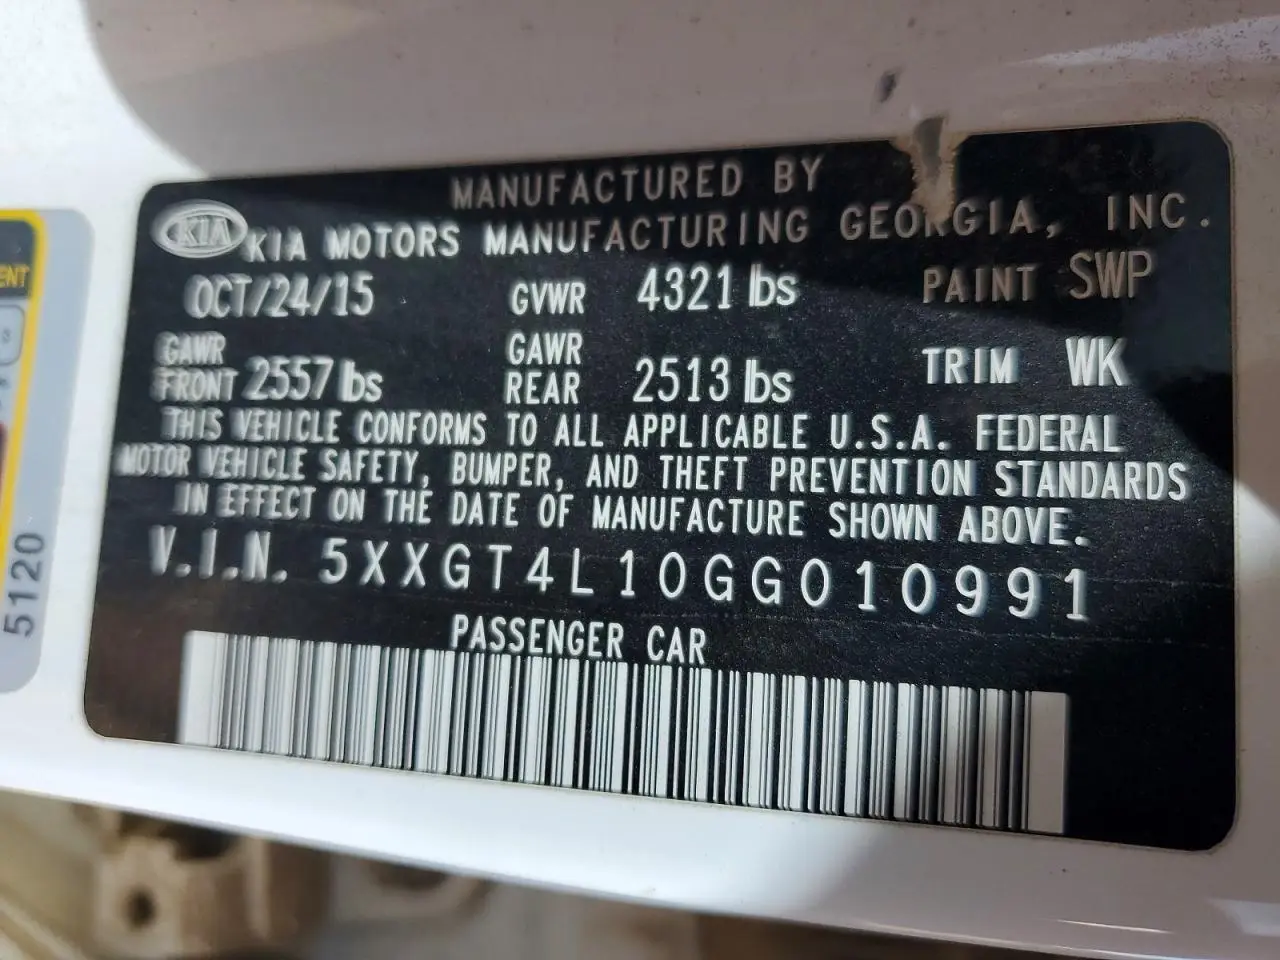 MANUFACTURED BY
KIA KIA MOTORS MANUFACTURING GEORGIA, INC.
OCT/24/15 GVWR 4321 lbs PAINT SWP
GAWR FRONT 2557 lbs GAWR REAR 2513 lbs TRIM WK
THIS VEHICLE CONFORMS TO ALL APPLICABLE U.S.A. FEDERAL
MOTOR VEHICLE SAFETY, BUMPER, AND THEFT PREVENTION STANDARDS
IN EFFECT ON THE DATE OF MANUFACTURE SHOWN ABOVE.
V.I.N. 5XXGT4L10GG010991
PASSENGER CAR
5120